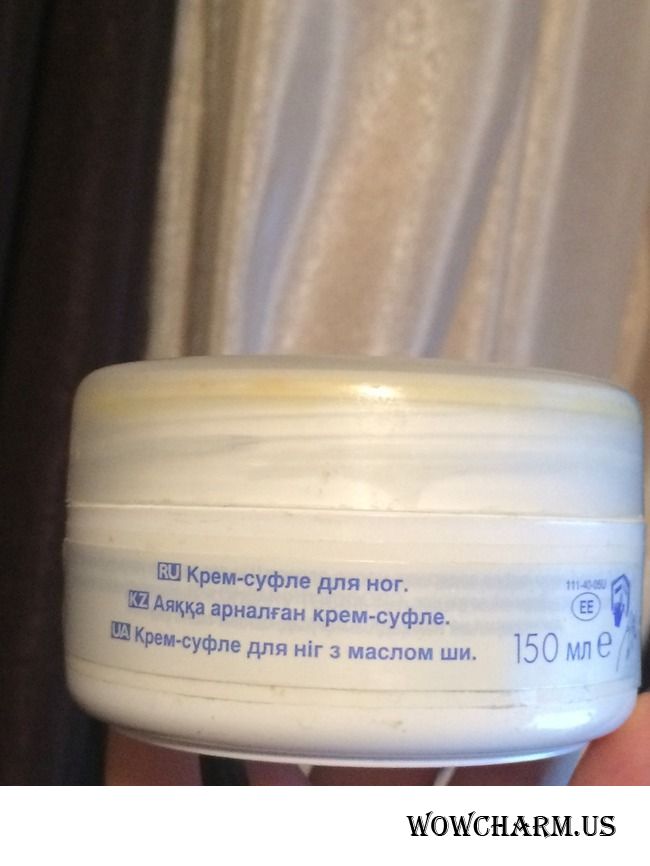 RU Крем-суфле для ног.
KZ Аяққа арналған крем-суфле.
UA Крем-суфле для ніг з маслом ши.
111-40-05U
EE
150 мл e
WOWCHARM.US